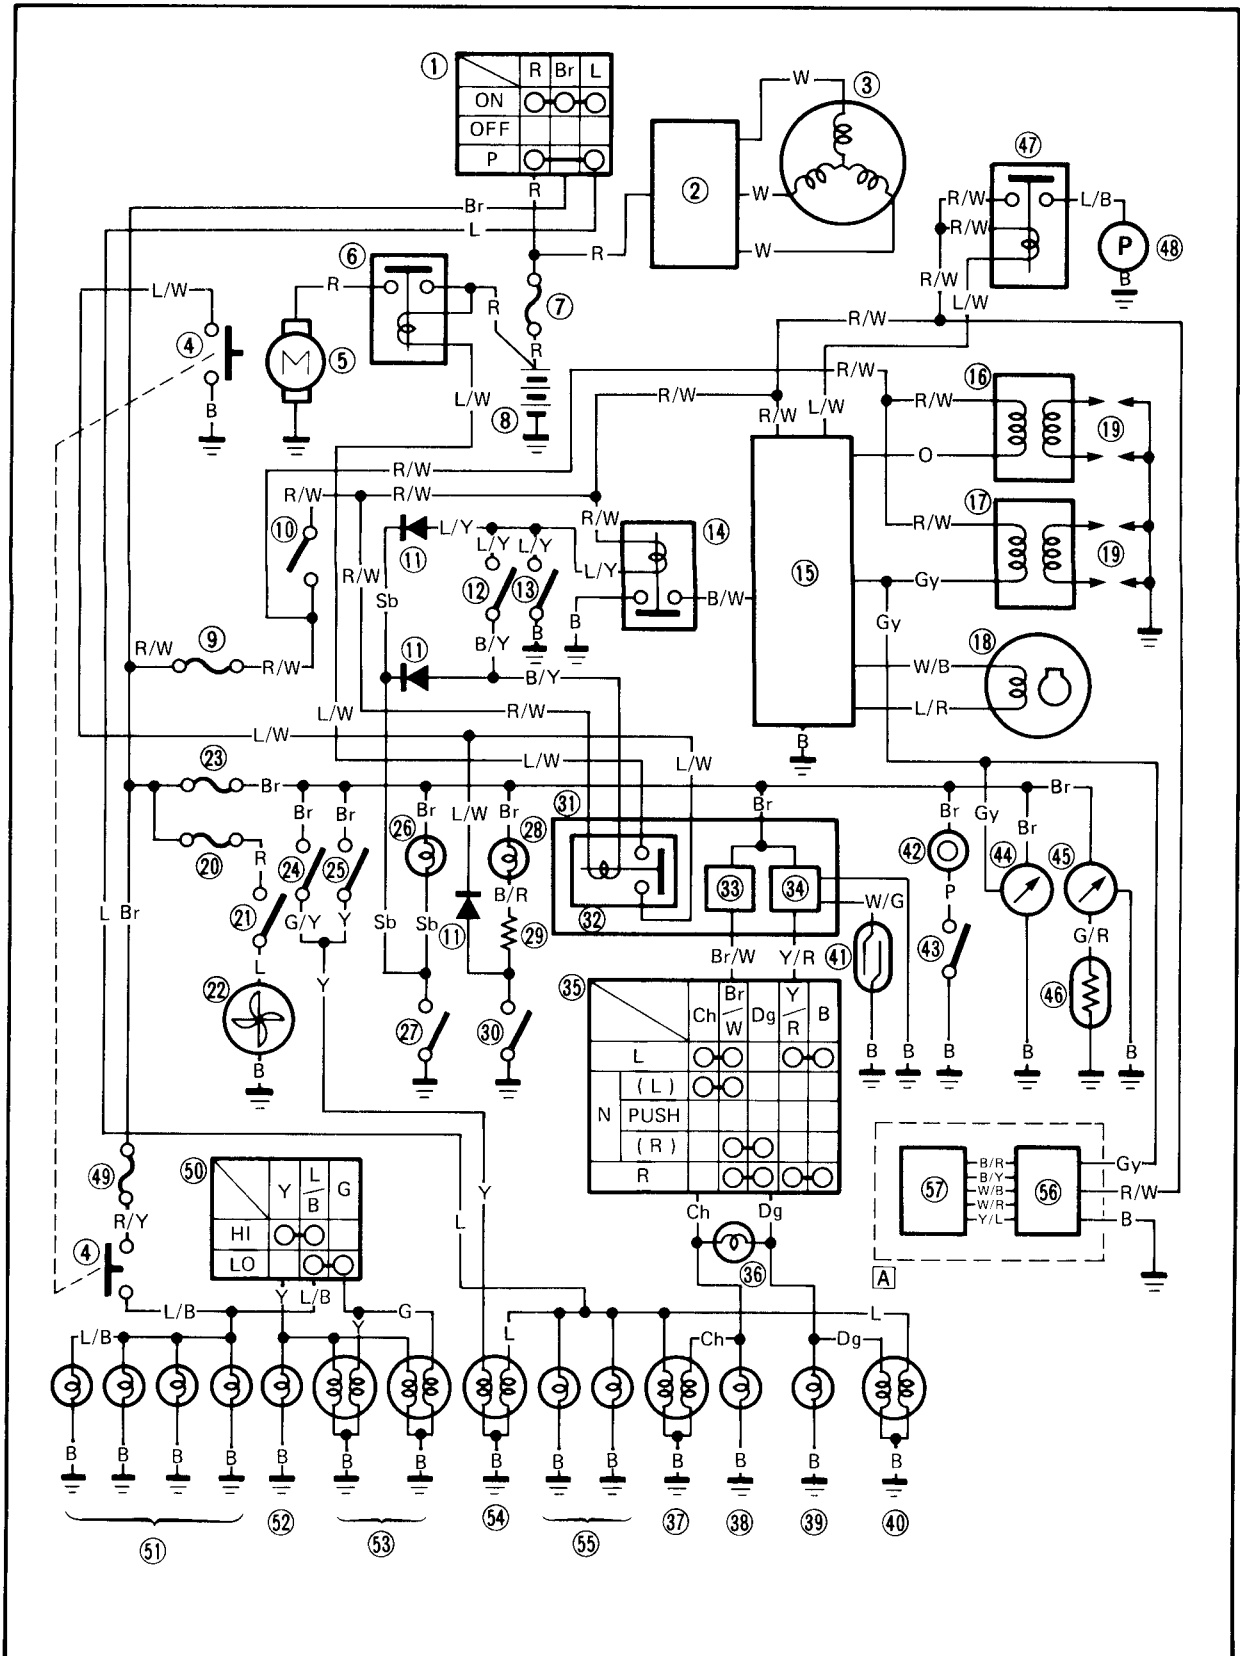 ① R Br L
ON
OFF
P
R
Br
L
R
② 
W
W
W
③
㊼
R/W L/B
R/W
P ㊽
B
R/W
L/W
⑥
R
R
L/W
⑦
R
⑧
④
L/W
B
M ⑤
R/W
R/W
R/W
R/W L/W
⑯
R/W
O
⑲
⑰
R/W
Gy
⑲
R/W
R/W R/W
⑩
R/W
⑪ L/Y
L/Y L/Y
⑫ ⑬
R/W
L/Y
⑭
B
B/W
⑮
Sb
B/Y B
Gy
⑱
W/B
L/R
B
R/W ⑨ R/W
⑪
B/Y
L/W
R/W
L/W
L/W
L/W
㉓ Br
Br
⑳ R
Br Br
㉔ ㉕
G/Y Y
㉑
L
㉒
B
Br
㉖
Sb Sb
㉗
L/W
⑪
Br
㉘
B/R
㉙
㉚
㉛
Br
㉜ ㉝ ㉞
W/G
㊶
B B
Br
㊷
P
㊸
B
Gy
Br
㊹
B
㊺
G/R
㊻
B B
L Br
Y
Br/W Y/R
㉟ Ch Br/W Dg Y/R B
L
N (L)
PUSH
(R)
R
Ch Dg
㊱
㊾
R/Y
④
L/B
L/B
㊿ Y L/B G
HI
LO
Y L/B
G
Y
Y
L
L
Ch
Dg
L
57 B/R 56
B/Y
W/B
W/R
Y/L
Gy
R/W
B
A
B B B B B B B B B B B B B B
51 52 53 54 55 ㊲ ㊳ ㊴ ㊵